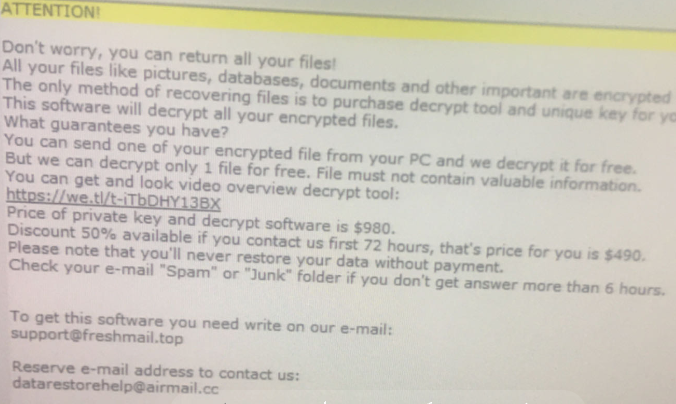 ATTENTION!
Don't worry, you can return all your files!
All your files like pictures, databases, documents and other important are encrypted
The only method of recovering files is to purchase decrypt tool and unique key for
This software will decrypt all your encrypted files.
What guarantees you have?
You can send one of your encrypted file from your PC and we decrypt it for free.
But we can decrypt only 1 file for free. File must not contain valuable information.
You can get and look video overview decrypt tool:
https://we.tl/t-iTbDHY13BX
Price of private key and decrypt software is $980.
Discount 50% available if you contact us first 72 hours, that's price for you is $490.
Please note that you'll never restore your data without payment.
Check your e-mail "Spam" or "Junk" folder if you don't get answer more than 6 hours.
To get this software you need write on our e-mail:
support@freshmail.top
Reserve e-mail address to contact us:
datarestorehelp@airmail.cc